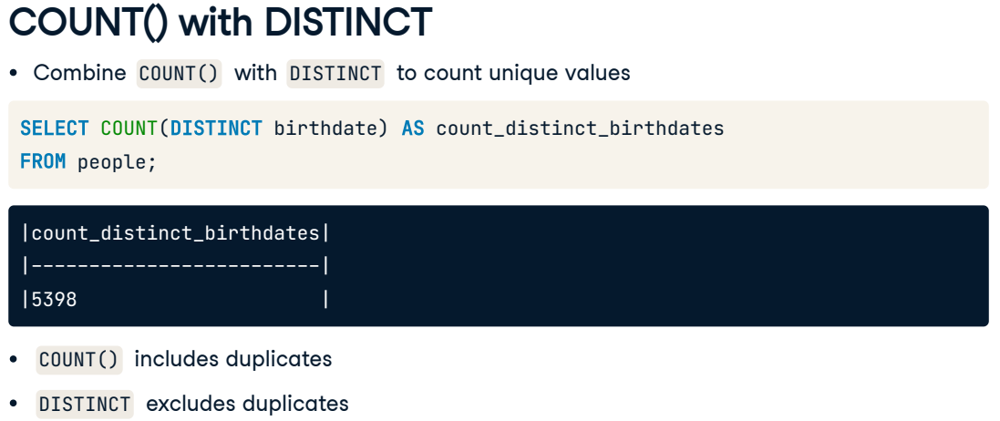 COUNT() with DISTINCT
• Combine COUNT() with DISTINCT to count unique values
SELECT COUNT(DISTINCT birthdate) AS count_distinct_birthdates
FROM people;
|count_distinct_birthdates|
|-------------------------|
|5398                     |
• COUNT() includes duplicates
• DISTINCT excludes duplicates